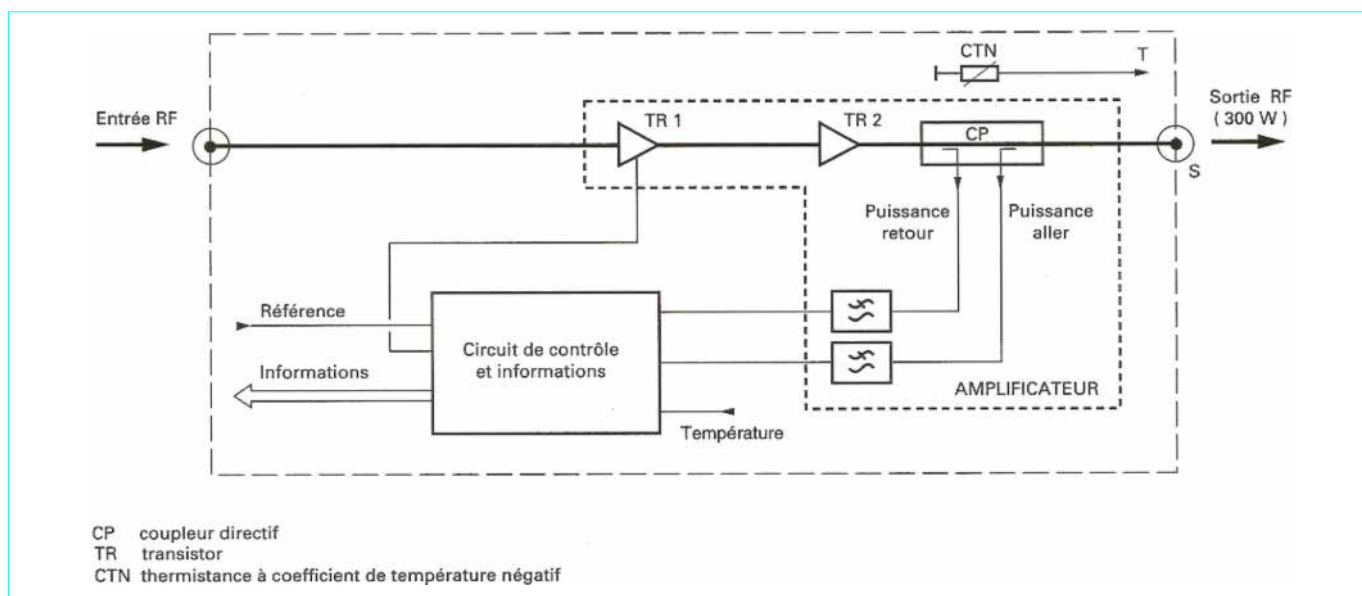 CTN
T
Entrée RF
TR 1
TR 2
CP
Sortie RF
( 300 W )
S
Puissance
retour
Puissance
aller
Référence
Circuit de contrôle
et informations
Informations
AMPLIFICATEUR
Température
CP coupleur directif
TR transistor
CTN thermistance à coefficient de température négatif